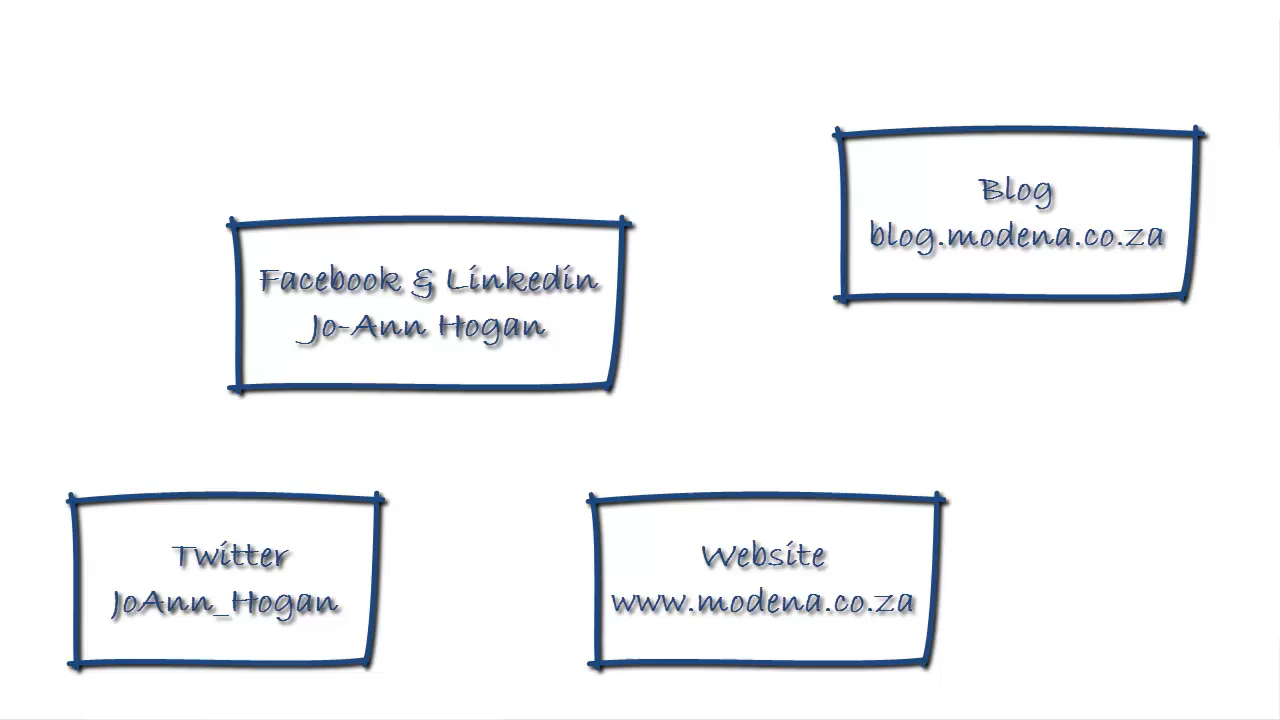 Blog
blog.modena.co.za
Facebook & Linkedin
Jo-Ann Hogan
Twitter
JoAnn_Hogan
Website
www.modena.co.za